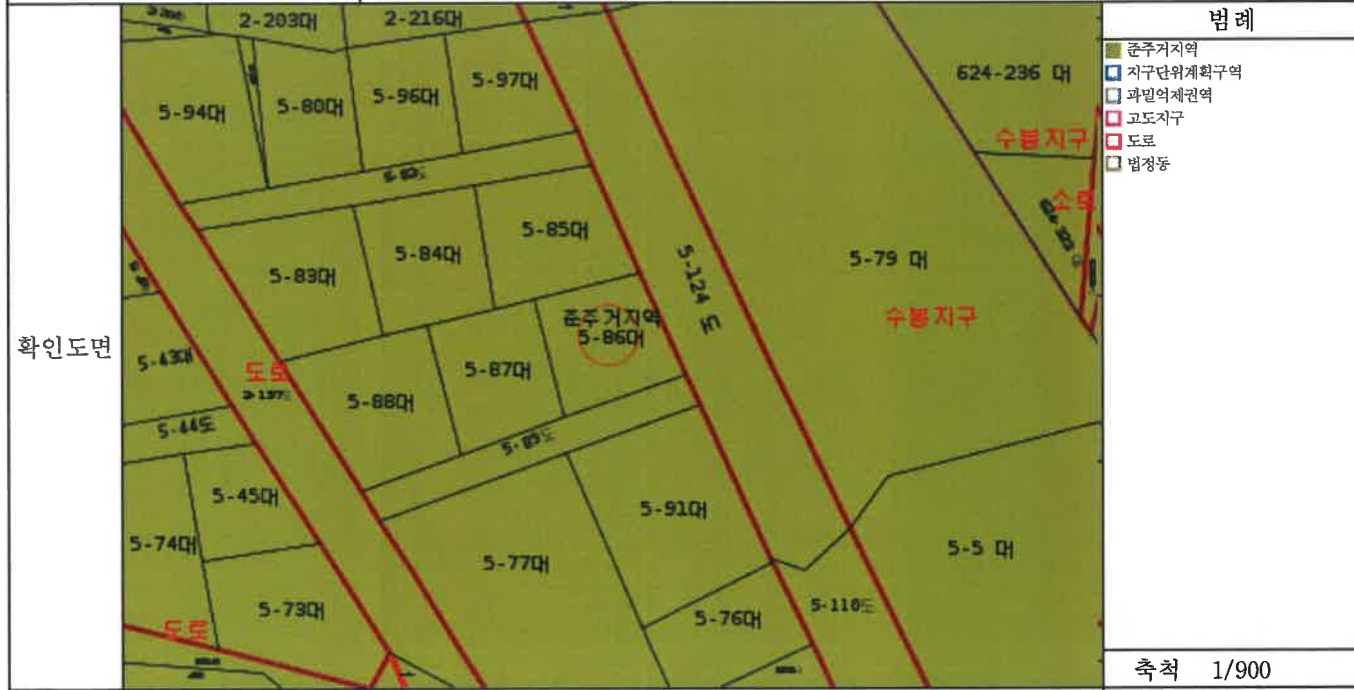 확인도면
2-203대
2-216대
5-94대
5-80대
5-96대
5-97대
624-236 대
수봉지구
소로
5-83대
5-84대
5-85대
5-124 도
5-79 대
수봉지구
준주거지역
5-86대
5-43대
도로
5-88대
5-87대
5-44도
5-89도
5-45대
5-91대
5-74대
5-77대
5-5 대
5-73대
5-76대
5-110도
도로
범례
준주거지역
지구단위계획구역
과밀억제권역
고도지구
도로
법정동
축척 1/900